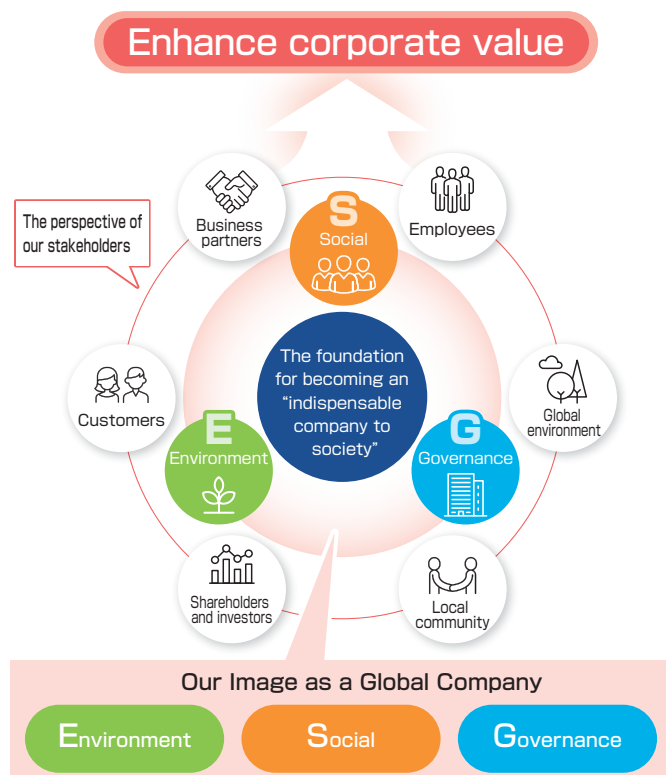 Enhance corporate value
The perspective of
our stakeholders
Business
partners
Employees
S
Social
Customers
The foundation
for becoming an
“indispensable
company to
society”
Global
environment
E
Environment
G
Governance
Shareholders
and investors
Local
community
Our Image as a Global Company
Environment
Social
Governance